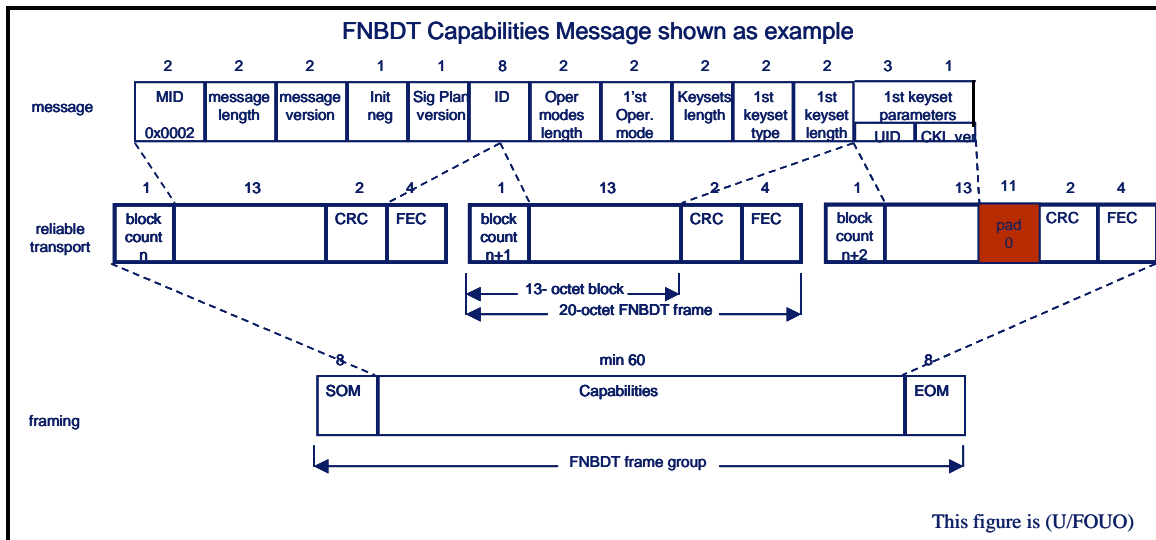 FNBDT Capabilities Message shown as example
2 2 2 1 1 8 2 2 2 2 2 3 1
message
MID 0x0002
message length
message version
Init neg
Sig Plan version
ID
Oper modes length
1'st Oper. mode
Keysets length
1st keyset type
1st keyset length
1st keyset parameters
UID CKL ver
1 13 2 4 1 13 2 4 1 13 11 2 4
reliable transport
block count n
CRC
FEC
block count n+1
CRC
FEC
block count n+2
pad 0
CRC
FEC
13- octet block
20-octet FNBDT frame
8 min 60 8
framing
SOM
Capabilities
EOM
FNBDT frame group
This figure is (U/FOUO)